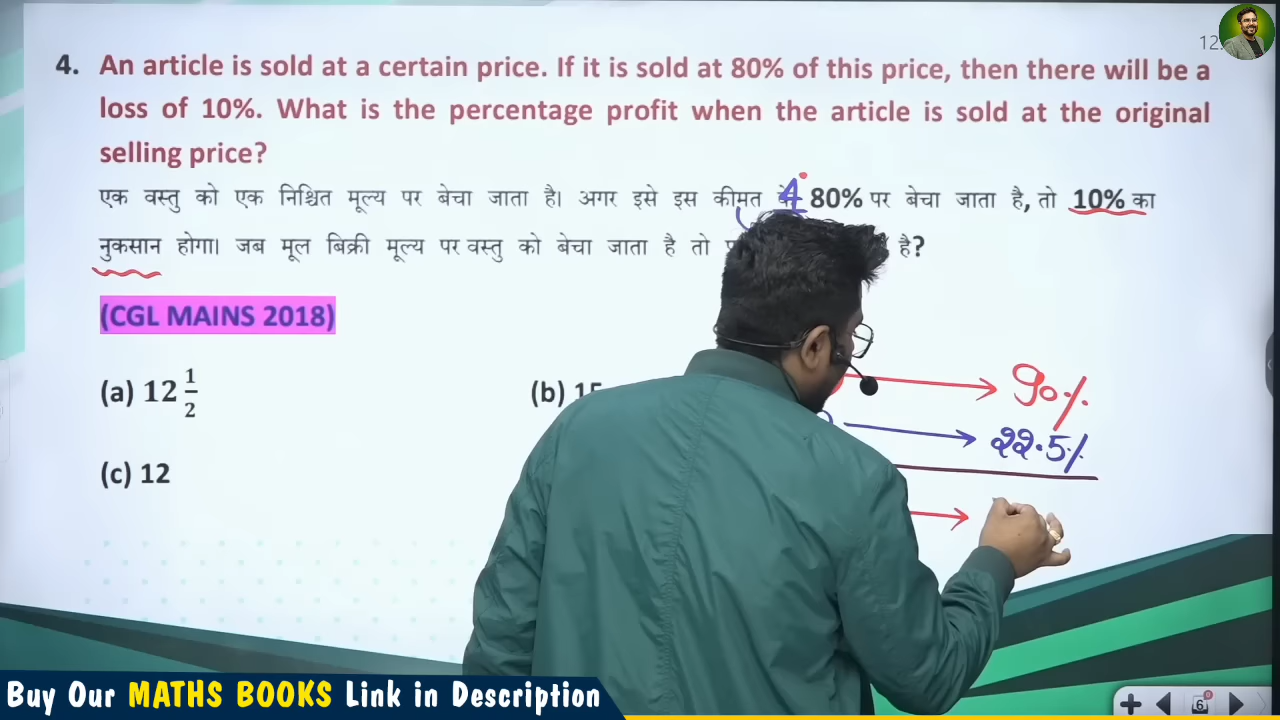 12
4. An article is sold at a certain price. If it is sold at 80% of this price, then there will be a
loss of 10%. What is the percentage profit when the article is sold at the original
selling price?
एक वस्तु को एक निश्चित मूल्य पर बेचा जाता है। अगर इसे इस कीमत 4 80% पर बेचा जाता है, तो 10% का
नुकसान होगा। जब मूल बिक्री मूल्य पर वस्तु को बेचा जाता है तो है?
(CGL MAINS 2018)
(a) 12 1/2
(b) 15
(c) 12
90%
22.5%
6
Buy Our MATHS BOOKS Link in Description